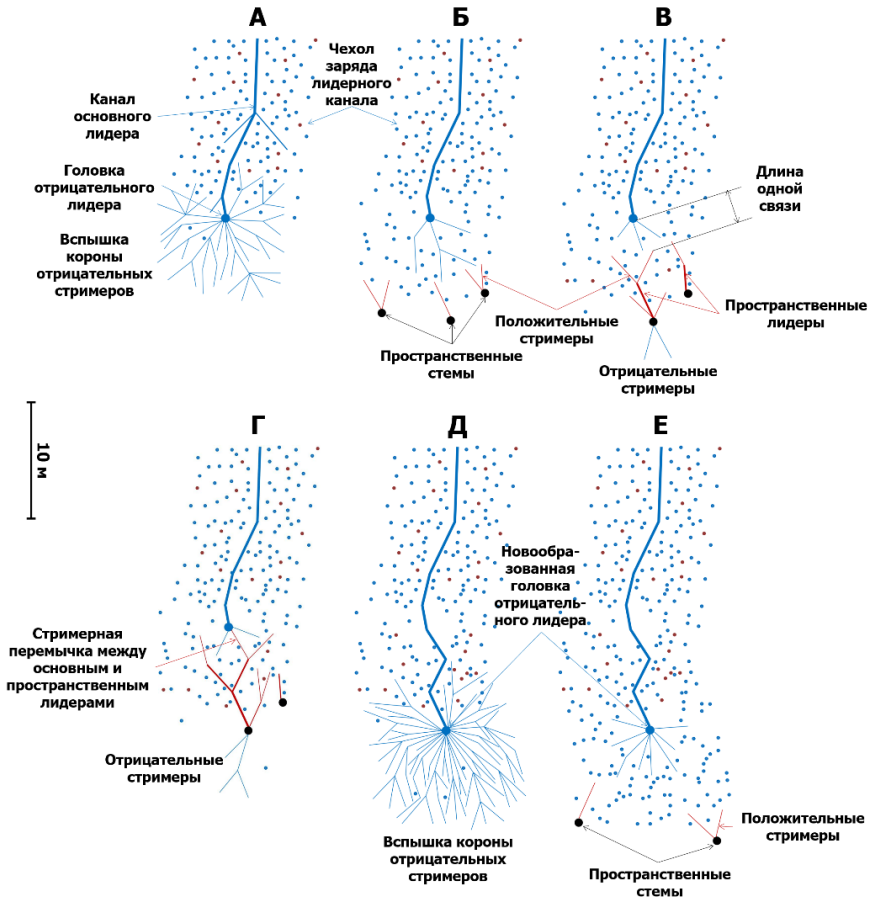 А
Б
В
Чехол
заряда
лидерного
канала
Канал
основного
лидера
Головка
отрицательного
лидера
Вспышка
короны
отрицательных
стримеров
Длина
одной
связи
Пространственные
лидеры
Положительные
стримеры
Пространственные
стемы
Отрицательные
стримеры
10 м
Г
Д
Е
Новообра-
зованная
головка
отрицатель-
ного лидера
Стримерная
перемычка между
основным и
пространственным
лидерами
Отрицательные
стримеры
Вспышка короны
отрицательных
стримеров
Положительные
стримеры
Пространственные
стемы